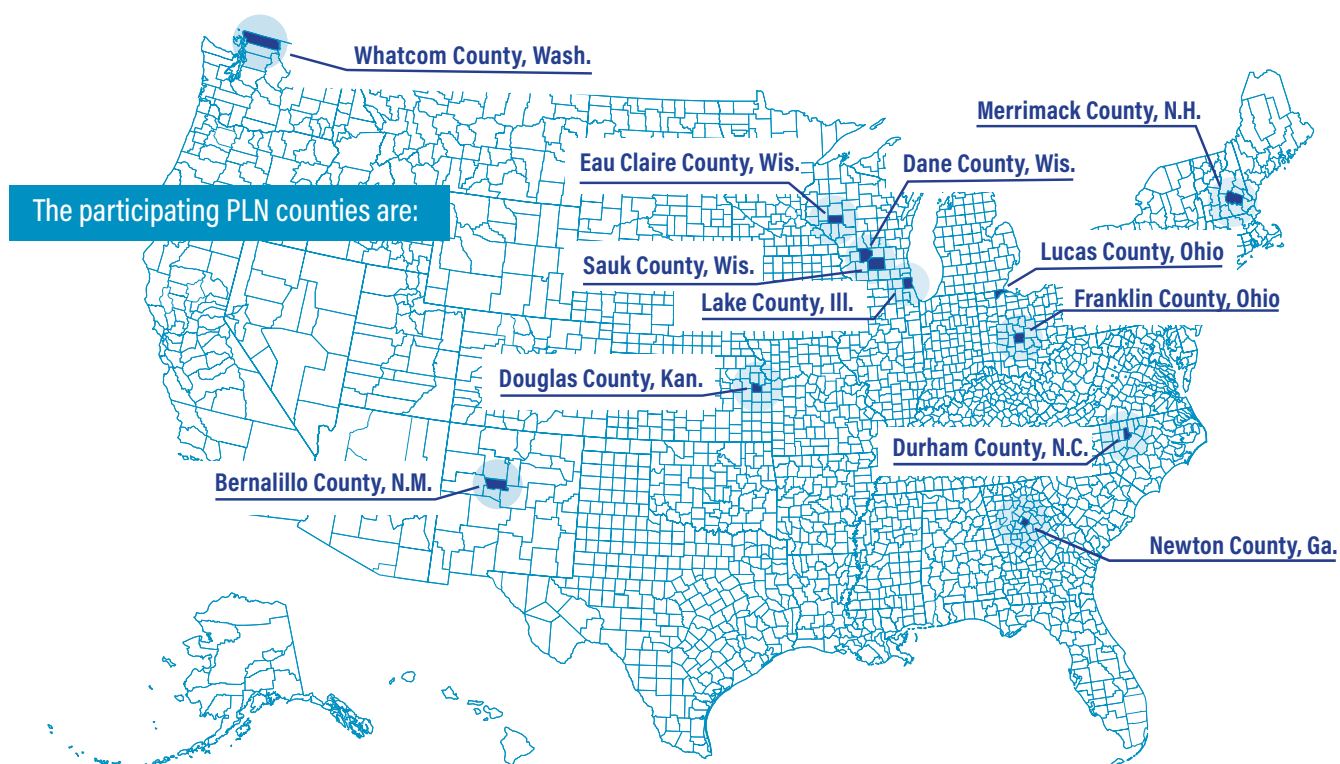 Whatcom County, Wash.
Merrimack County, N.H.
Eau Claire County, Wis.
Dane County, Wis.
The participating PLN counties are:
Lucas County, Ohio
Sauk County, Wis.
Lake County, Ill.
Franklin County, Ohio
Douglas County, Kan.
Durham County, N.C.
Bernalillo County, N.M.
Newton County, Ga.